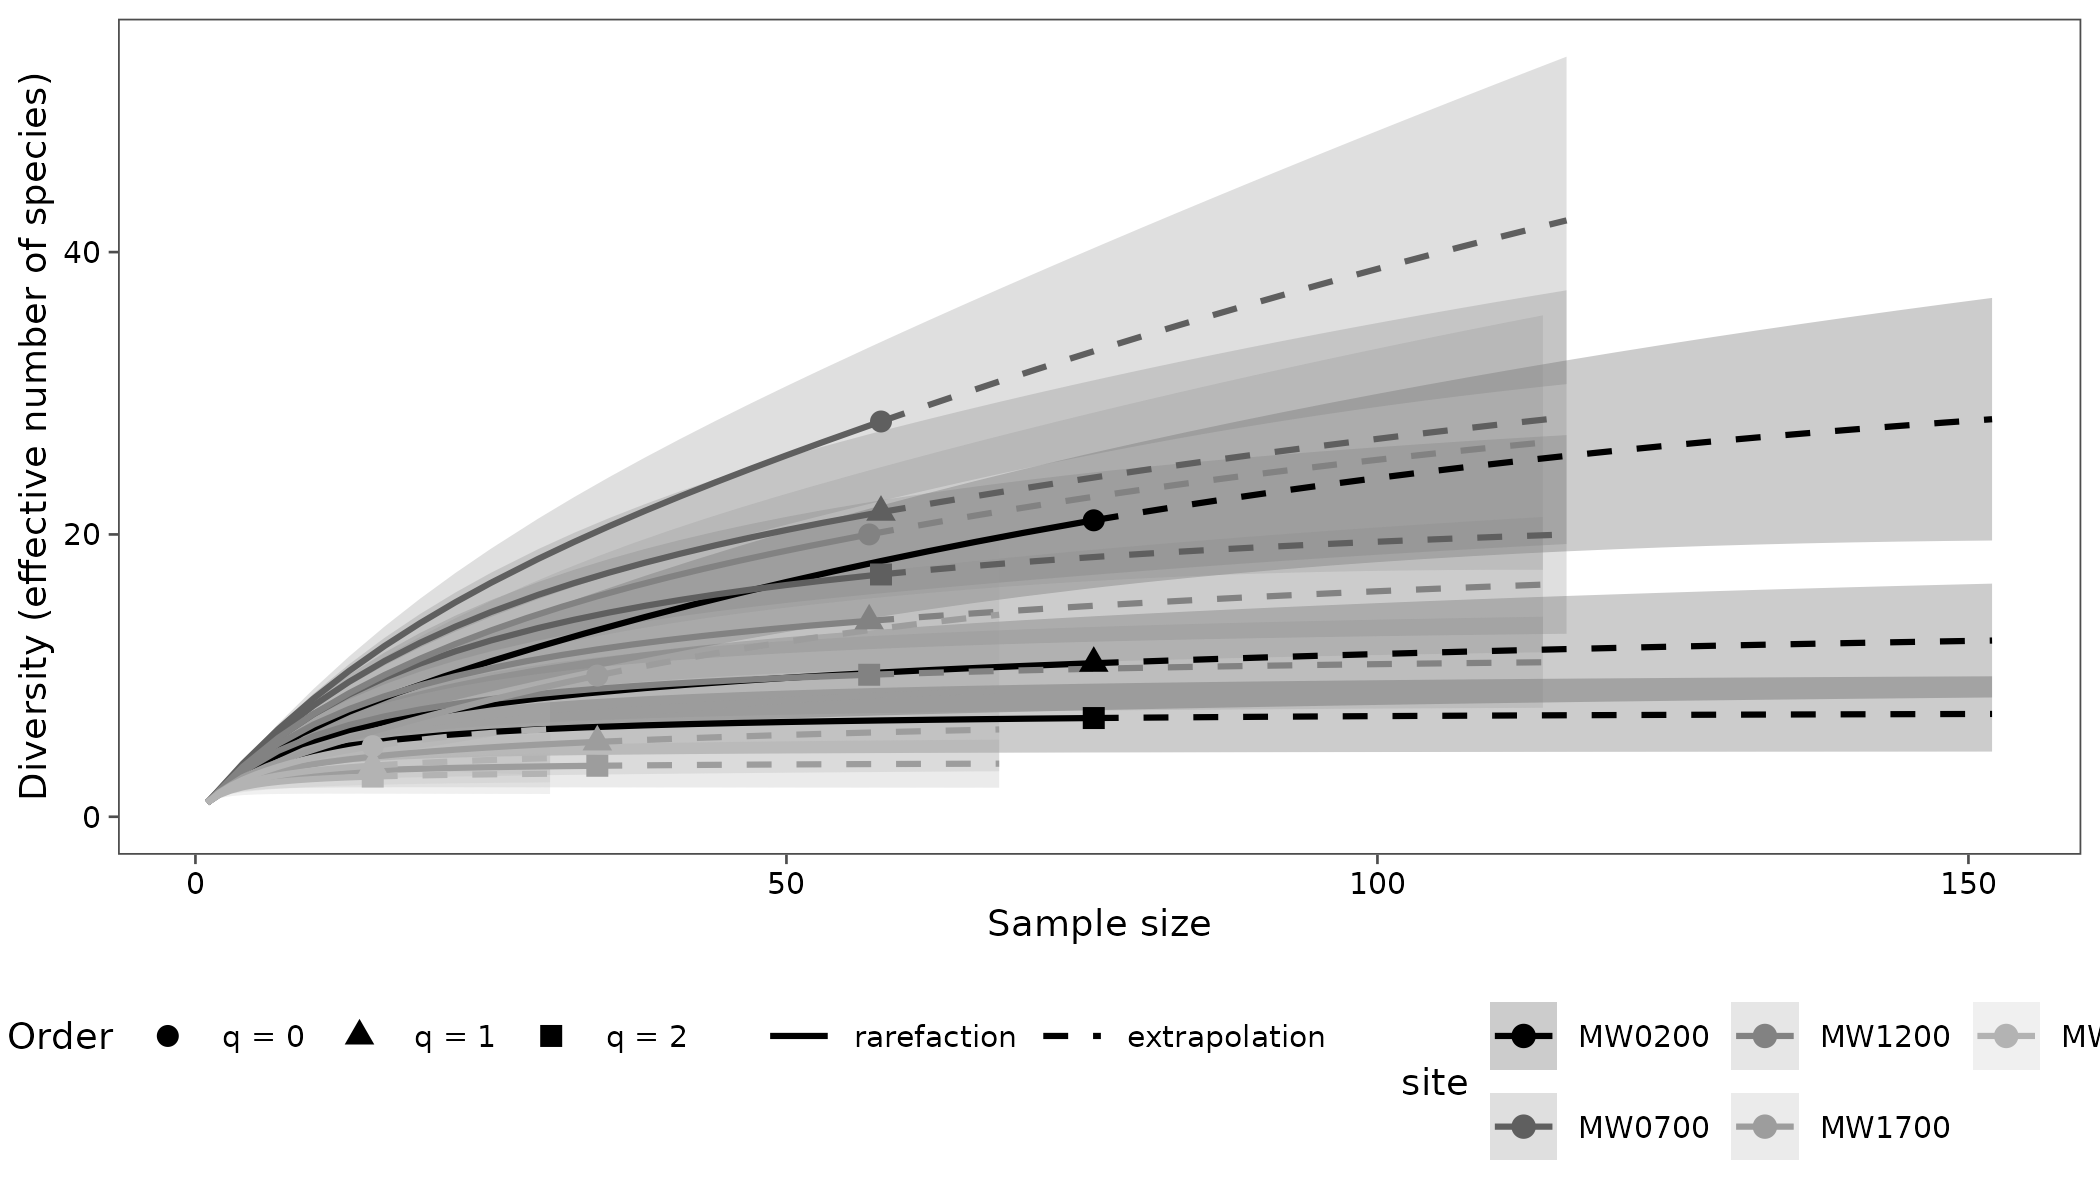 Diversity (effective number of species)
40
20
0
0 50 100 150
Sample size
Order q = 0 q = 1 q = 2 rarefaction extrapolation
site
MW0200 MW1200
MW0700 MW1700